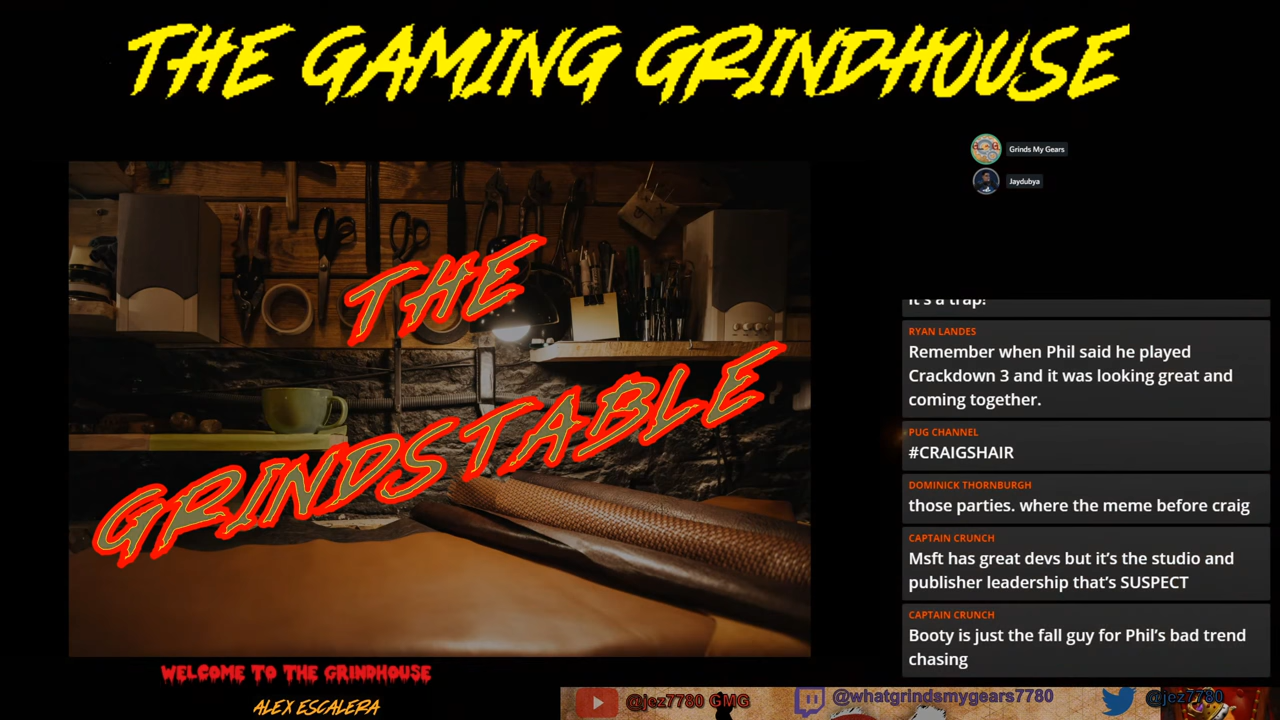 THE GAMING GRINDHOUSE
Grinds My Gears
Jaydubya
THE
GRINDSTABLE
it's a trap!
RYAN LANDES
Remember when Phil said he played
Crackdown 3 and it was looking great and
coming together.
PUG CHANNEL
#CRAIGSHAIR
DOMINICK THORNBURGH
those parties. where the meme before craig
CAPTAIN CRUNCH
Msft has great devs but it’s the studio and
publisher leadership that’s SUSPECT
CAPTAIN CRUNCH
Booty is just the fall guy for Phil’s bad trend
chasing
WELCOME TO THE GRINDHOUSE
ALEX ESCALERA
@jez7780 GMG
@whatgrindsmygears7780
@jez7780